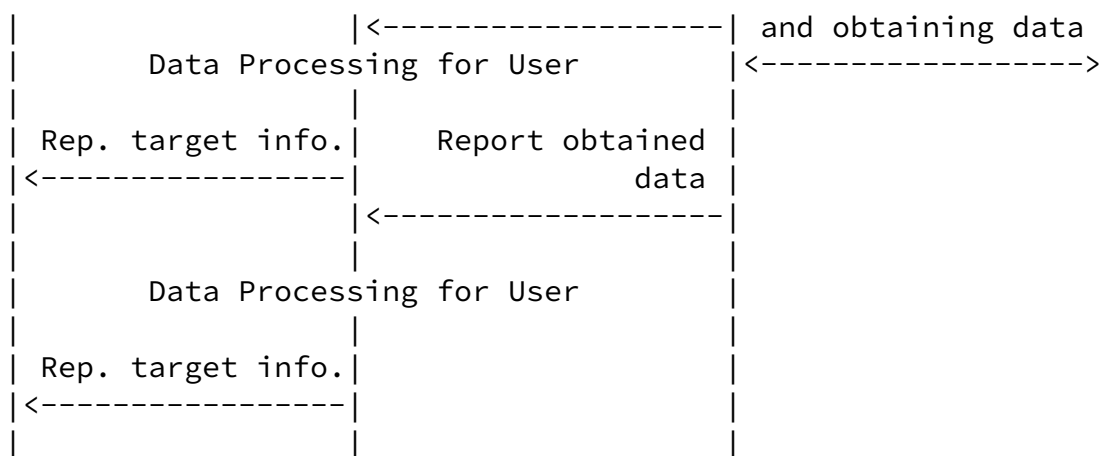 and obtaining data
Data Processing for User
Rep. target info. Report obtained
data
Data Processing for User
Rep. target info.